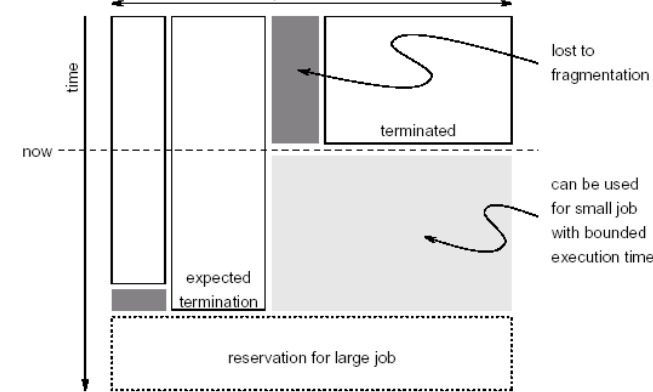 time
lost to
fragmentation
terminated
now
can be used
for small job
with bounded
execution time
expected
termination
reservation for large job